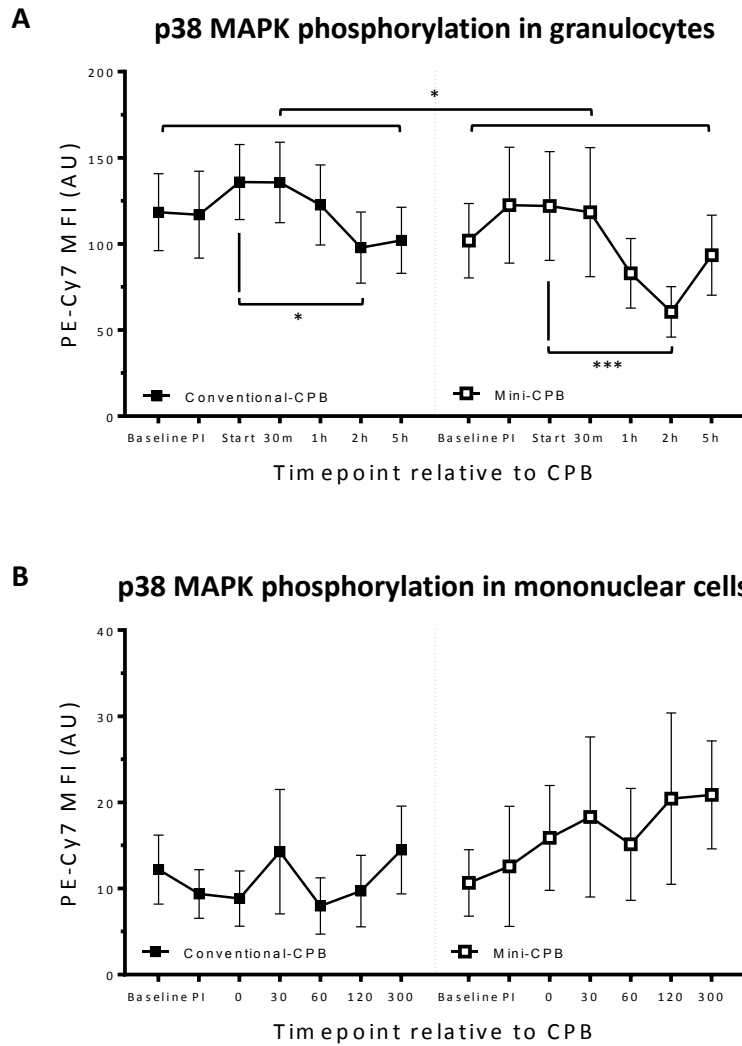 A
p38 MAPK phosphorylation in granulocytes
PE-Cy7 MFI (AU)
200
150
100
50
0
*
*
***
Conventional-CPB
Mini-CPB
Baseline PI Start 30m 1h 2h 5h Baseline PI Start 30m 1h 2h 5h
Timepoint relative to CPB
B
p38 MAPK phosphorylation in mononuclear cells
PE-Cy7 MFI (AU)
40
30
20
10
0
Conventional-CPB
Mini-CPB
Baseline PI 0 30 60 120 300 Baseline PI 0 30 60 120 300
Timepoint relative to CPB